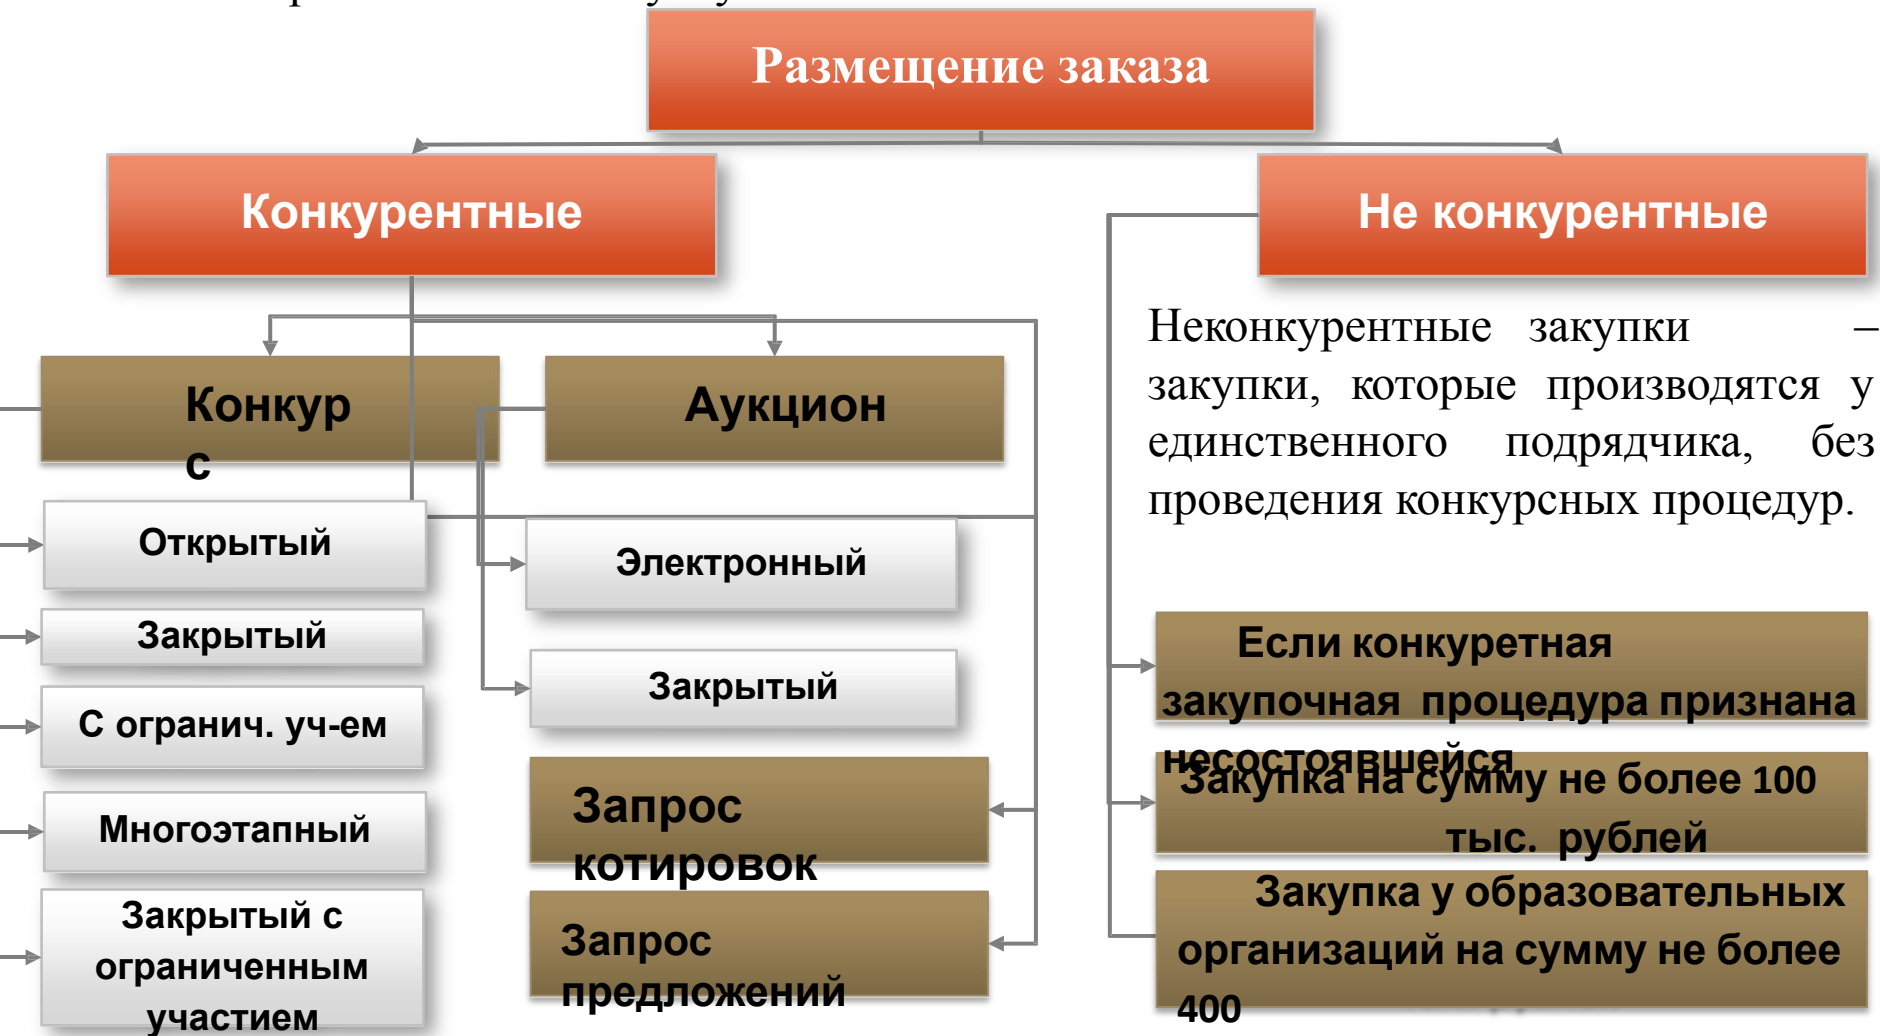 Размещение заказа
Конкурентные
Не конкурентные
Неконкурентные закупки –
закупки, которые производятся у
единственного подрядчика, без
проведения конкурсных процедур.
Конкур
с
Открытый
Закрытый
С огранич. уч-ем
Многоэтапный
Закрытый с
ограниченным
участием
Аукцион
Электронный
Закрытый
Запрос
котировок
Запрос
предложений
Если конкуретная
закупочная процедура признана
несостоявшейся
Закупка на сумму не более 100
тыс. рублей
Закупка у образовательных
организаций на сумму не более
400